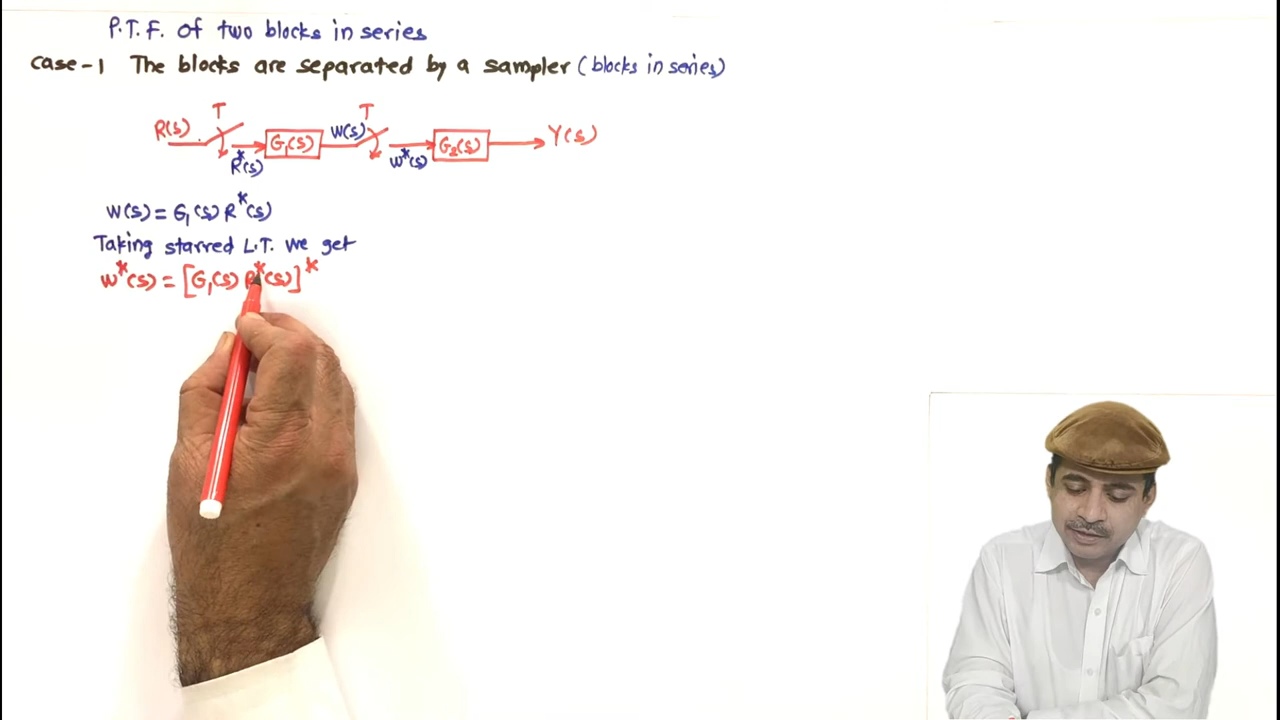 P.T.F. of two blocks in series
Case-1 The blocks are separated by a sampler (blocks in series)
T T
R(s) R*(s) G₁(s) W(s) W*(s) G₂(s) Y(s)
W(s) = G₁(s) R*(s)
Taking starred L.T. we get
W*(s) = [G₁(s) R*(s)]*